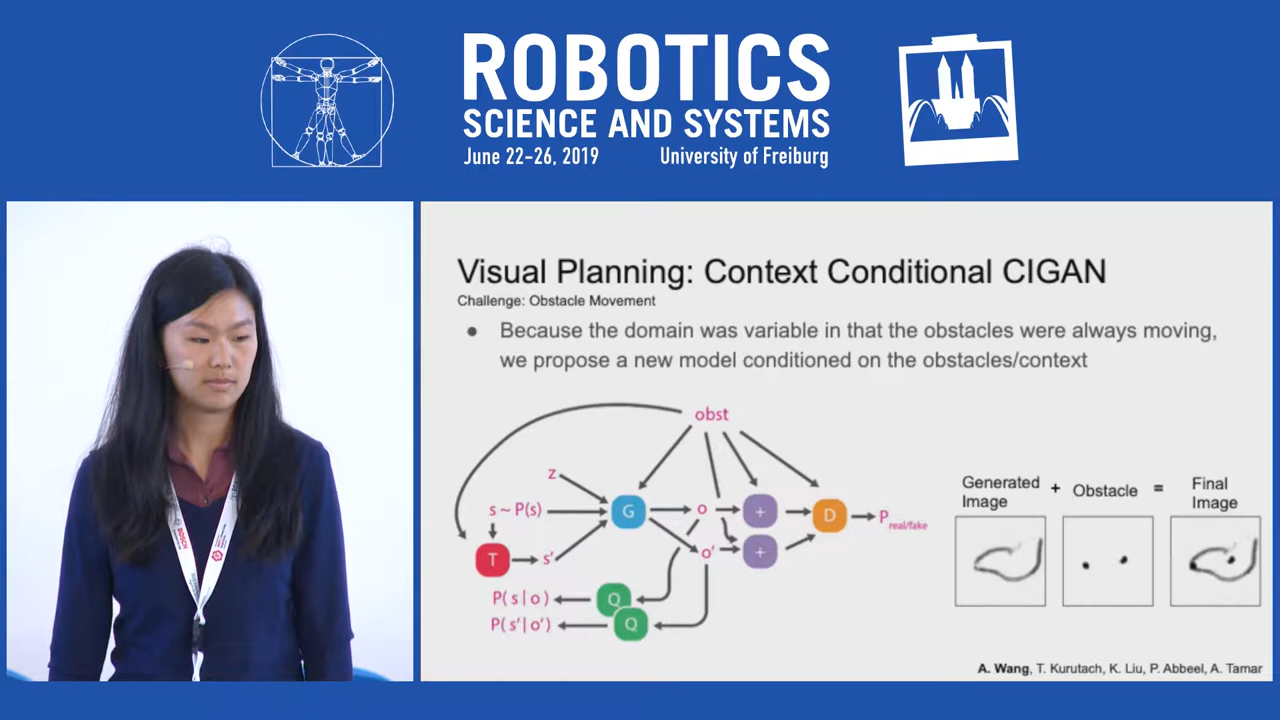 ROBOTICS
SCIENCE AND SYSTEMS
June 22-26, 2019 University of Freiburg
Visual Planning: Context Conditional CIGAN
Challenge: Obstacle Movement
● Because the domain was variable in that the obstacles were always moving,
we propose a new model conditioned on the obstacles/context
obst
z
s ~ P(s) G o + D P real/fake
T s' o' +
P( s | o ) Q
P( s'| o') Q
Generated Image + Obstacle = Final Image
A. Wang, T. Kurutach, K. Liu, P. Abbeel, A. Tamar
BOSCH